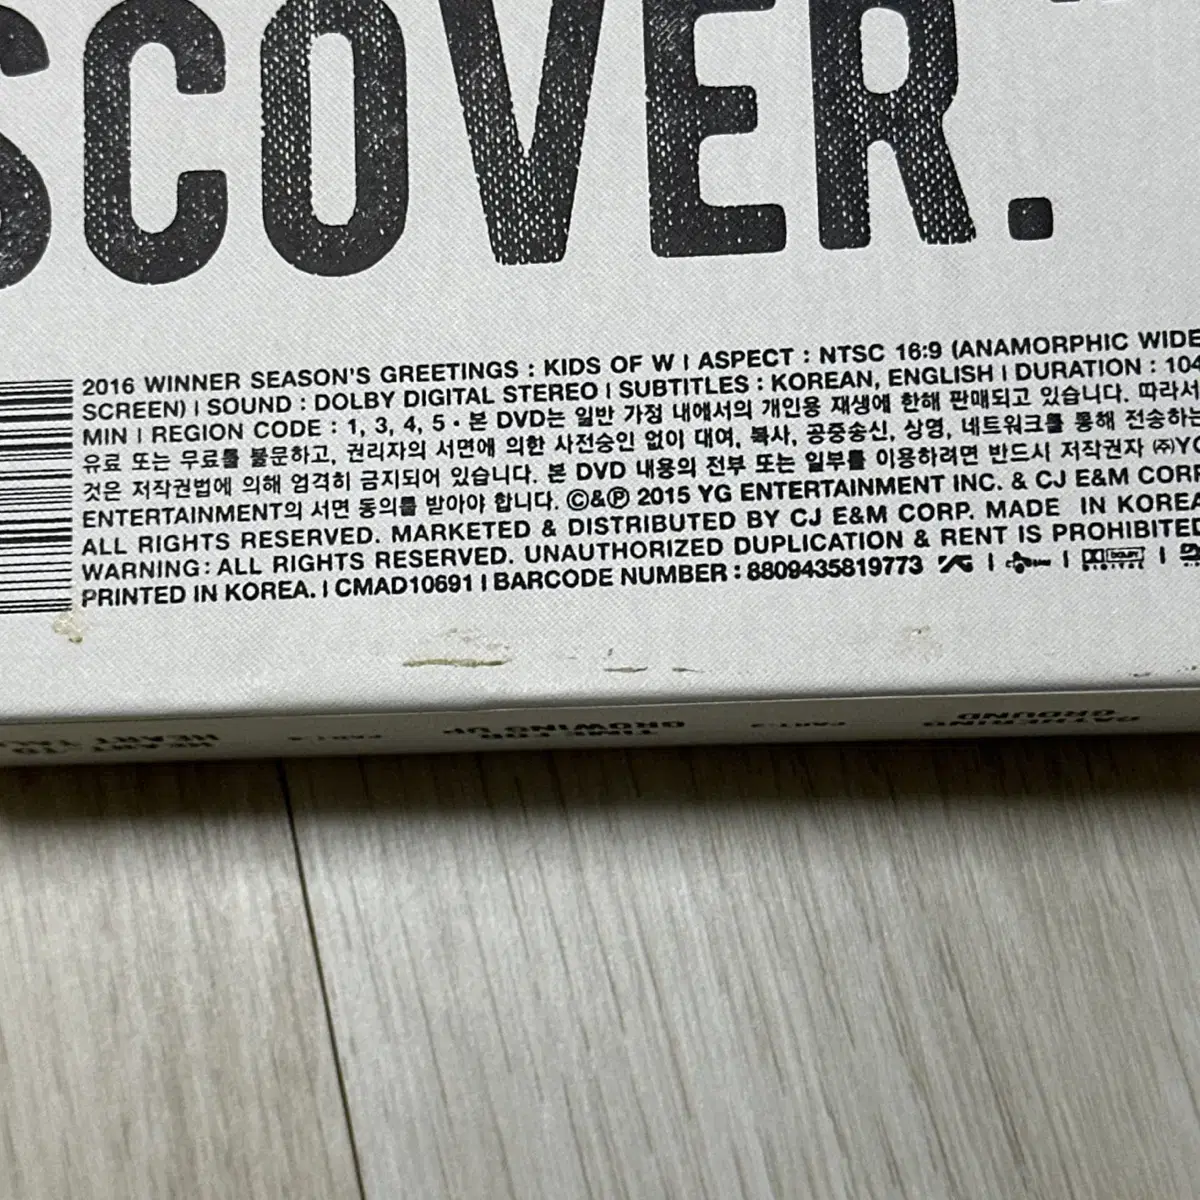 SCOVER.
2016 WINNER SEASON'S GREETINGS : KIDS OF W | ASPECT : NTSC 16:9 (ANAMORPHIC WIDE
SCREEN) | SOUND : DOLBY DIGITAL STEREO | SUBTITLES : KOREAN, ENGLISH | DURATION : 104
MIN | REGION CODE : 1, 3, 4, 5 • 본 DVD는 일반 가정 내에서의 개인용 재생에 한해 판매되고 있습니다. 따라서
유료 또는 무료를 불문하고, 권리자의 서면에 의한 사전승인 없이 대여, 복사, 공중송신, 상영, 네트워크를 통해 전송하는
것은 저작권법에 의해 엄격히 금지되어 있습니다. 본 DVD 내용의 전부 또는 일부를 이용하려면 반드시 저작권자 ㈜YG
ENTERTAINMENT의 서면 동의를 받아야 합니다. ©&℗ 2015 YG ENTERTAINMENT INC. & CJ E&M CORP.
ALL RIGHTS RESERVED. MARKETED & DISTRIBUTED BY CJ E&M CORP. MADE IN KOREA
WARNING: ALL RIGHTS RESERVED. UNAUTHORIZED DUPLICATION & RENT IS PROHIBITED
PRINTED IN KOREA. | CMAD10691 | BARCODE NUMBER : 8809435819773 YG | | DOLBY DIGITAL |
GROUND
PART.3
TIME FOR
GROWING UP
HEART